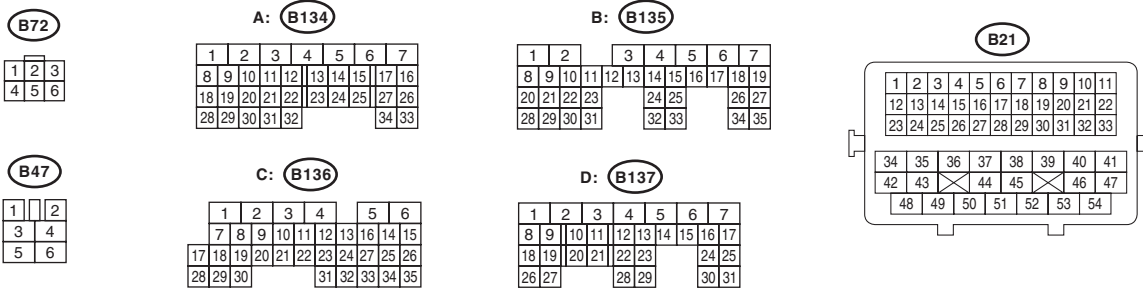 B72
1 2 3
4 5 6
A: B134
1 2 3 4 5 6 7
8 9 10 11 12 13 14 15 17 16
18 19 20 21 22 23 24 25 27 26
28 29 30 31 32 34 33
B: B135
1 2 3 4 5 6 7
8 9 10 11 12 13 14 15 16 17 18 19
20 21 22 23 24 25 26 27
28 29 30 31 32 33 34 35
B21
1 2 3 4 5 6 7 8 9 10 11
12 13 14 15 16 17 18 19 20 21 22
23 24 25 26 27 28 29 30 31 32 33
34 35 36 37 38 39 40 41
42 43 44 45 46 47
48 49 50 51 52 53 54
B47
1 2
3 4
5 6
C: B136
1 2 3 4 5 6
7 8 9 10 11 12 13 16 14 15
17 18 19 20 21 22 23 24 27 25 26
28 29 30 31 32 33 34 35
D: B137
1 2 3 4 5 6 7
8 9 10 11 12 13 14 15 16 17
18 19 20 21 22 23 24 25
26 27 28 29 30 31